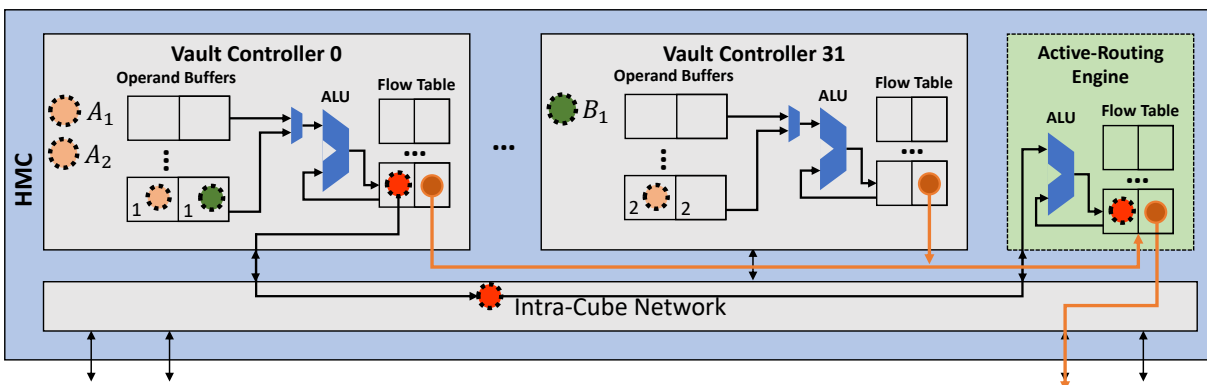 HMC
Vault Controller 0
Operand Buffers
ALU
Flow Table
A1
A2
...
...
1 1
...
Vault Controller 31
Operand Buffers
ALU
Flow Table
B1
...
...
2 2
Active-Routing
Engine
ALU
Flow Table
...
Intra-Cube Network